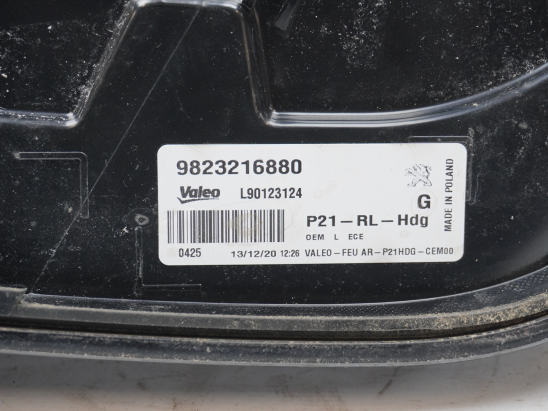 9823216880
Valeo L90123124 G
P21-RL-Hdg
OEM L ECE
0425 13/12/20 12:26 VALEO-FEU AR-P21HDG-CEM00
MADE IN POLAND